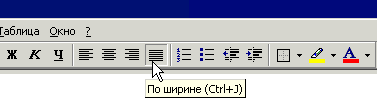 Таблица Окно ?
Ж К Ч А
По ширине (Ctrl+J)